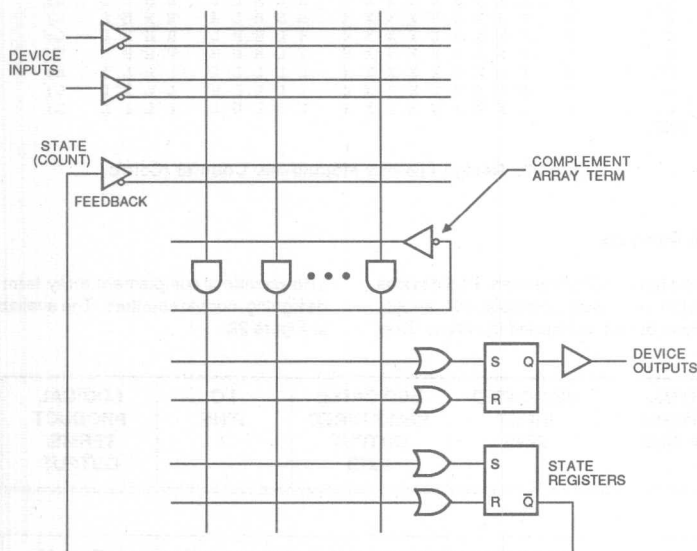 DEVICE
INPUTS
STATE
(COUNT)
FEEDBACK
COMPLEMENT
ARRAY TERM
S Q
R
DEVICE
OUTPUTS
S
R Q̅
STATE
REGISTERS